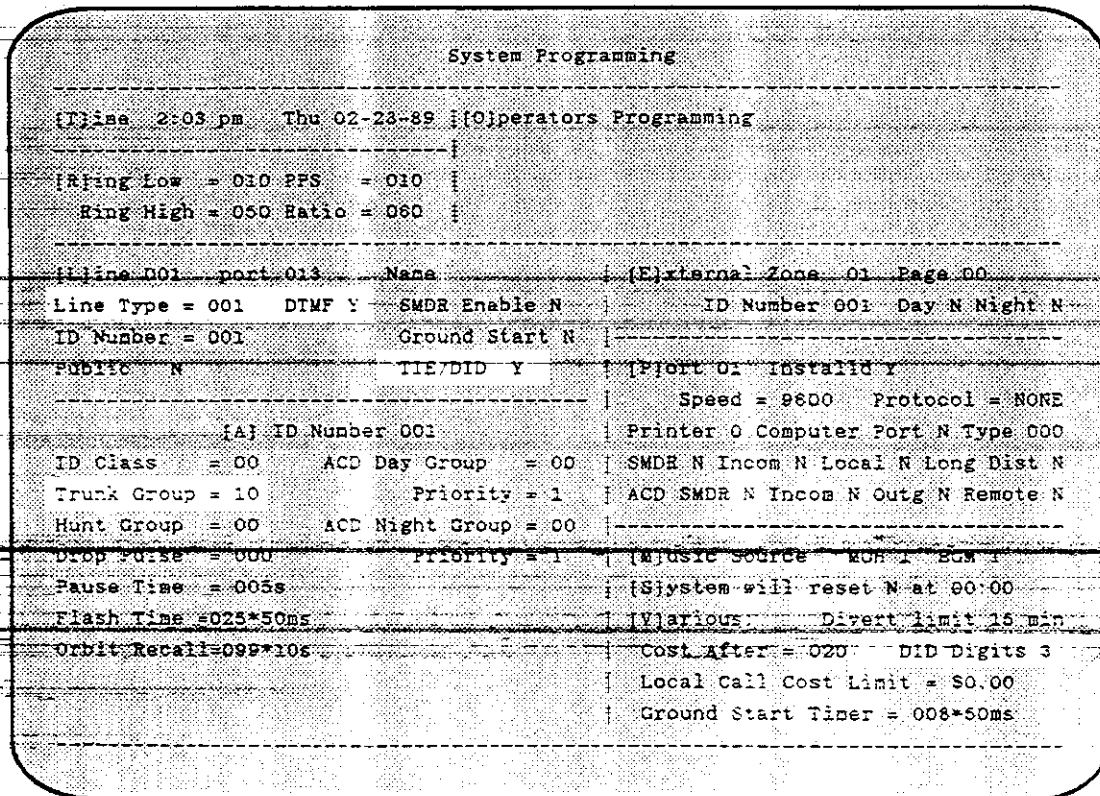 System Programming
[T]ime 2:03 pm Thu 02-23-89 [O]perators Programming
[R]ing Low = 010 PPS = 010
Ring High = 050 Ratio = 060
[L]ine 001 port 013 Name [E]xternal Zone 01 Page 00
Line Type = 001 DTMF Y SMDR Enable N ID Number 001 Day N Night N
ID Number = 001 Ground Start N
Public N TIE/DID Y [P]ort 01 Installd Y
Speed = 9600 Protocol = NONE
[A] ID Number 001 Printer 0 Computer Port N Type 000
ID Class = 00 ACD Day Group = 00 SMDR N Incom N Local N Long Dist N
Trunk Group = 10 Priority = 1 ACD SMDR N Incom N Outg N Remote N
Hunt Group = 00 ACD Night Group = 00
Drop Pulse = 000 Priority = 1 [M]usic Source MOH 1 BGM 1
Pause Time = 005s [S]ystem will reset N at 00:00
Flash Time =025*50ms [V]arious: Divert limit 15 min
Orbit Recall=099*10s Cost After = 020 DID Digits 3
Local Call Cost Limit = $0.00
Ground Start Timer = 008*50ms